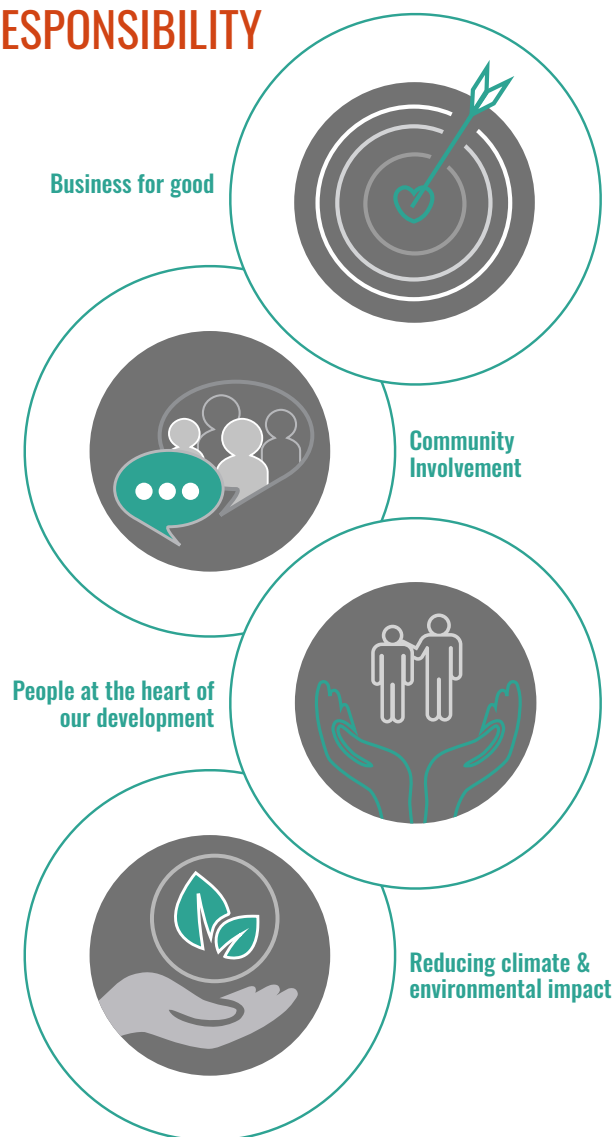 ESPONSIBILITY
Business for good
Community
Involvement
People at the heart of
our development
Reducing climate &
environmental impact